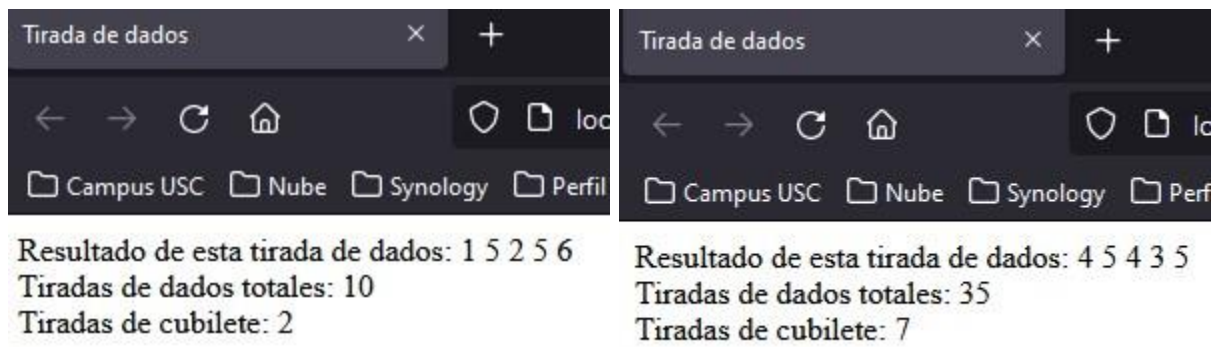 Tirada de dados
Campus USC Nube Synology Perfil
Resultado de esta tirada de dados: 1 5 2 5 6
Tiradas de dados totales: 10
Tiradas de cubilete: 2
Tirada de dados
Campus USC Nube Synology
Resultado de esta tirada de dados: 4 5 4 3 5
Tiradas de dados totales: 35
Tiradas de cubilete: 7